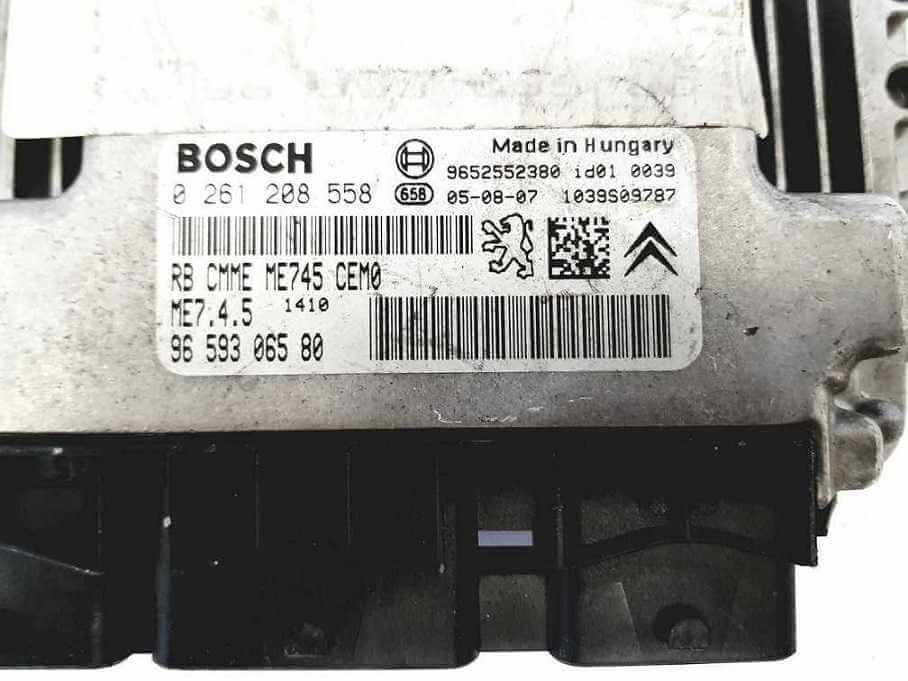 BOSCH
Made in Hungary
9652552380 id01 0039
0 261 208 558
658
05-08-07 1039S09787
RB CMME ME745 CEM0
ME7.4.5 1410
96 593 065 80